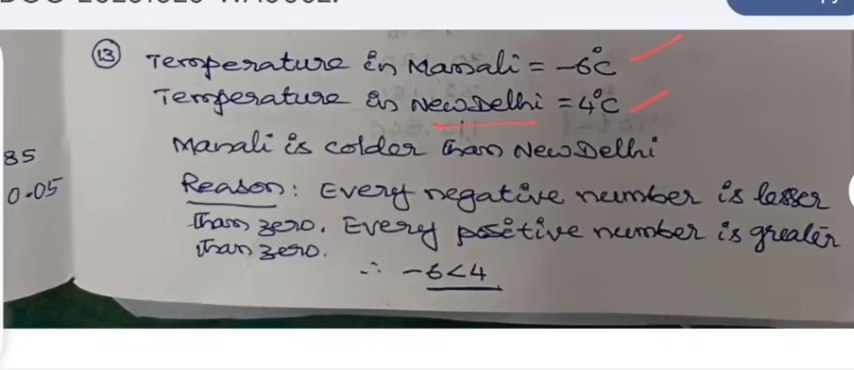 ⑬ Temperature in Manali = -6°C
Temperature in New Delhi = 4°C
Manali is colder than New Delhi
85
0.05
Reason: Every negative number is lesser
than zero. Every positive number is greater
than zero.
∴ -6<4